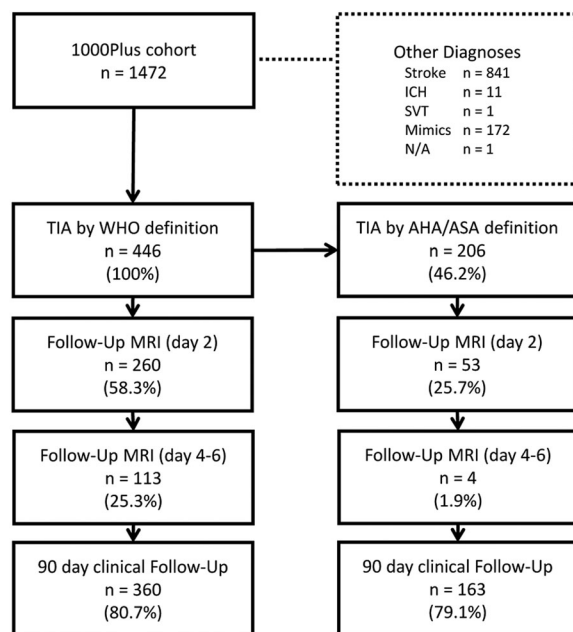 1000Plus cohort
n = 1472
Other Diagnoses
Stroke n = 841
ICH n = 11
SVT n = 1
Mimics n = 172
N/A n = 1
TIA by WHO definition
n = 446
(100%)
TIA by AHA/ASA definition
n = 206
(46.2%)
Follow-Up MRI (day 2)
n = 260
(58.3%)
Follow-Up MRI (day 2)
n = 53
(25.7%)
Follow-Up MRI (day 4-6)
n = 113
(25.3%)
Follow-Up MRI (day 4-6)
n = 4
(1.9%)
90 day clinical Follow-Up
n = 360
(80.7%)
90 day clinical Follow-Up
n = 163
(79.1%)